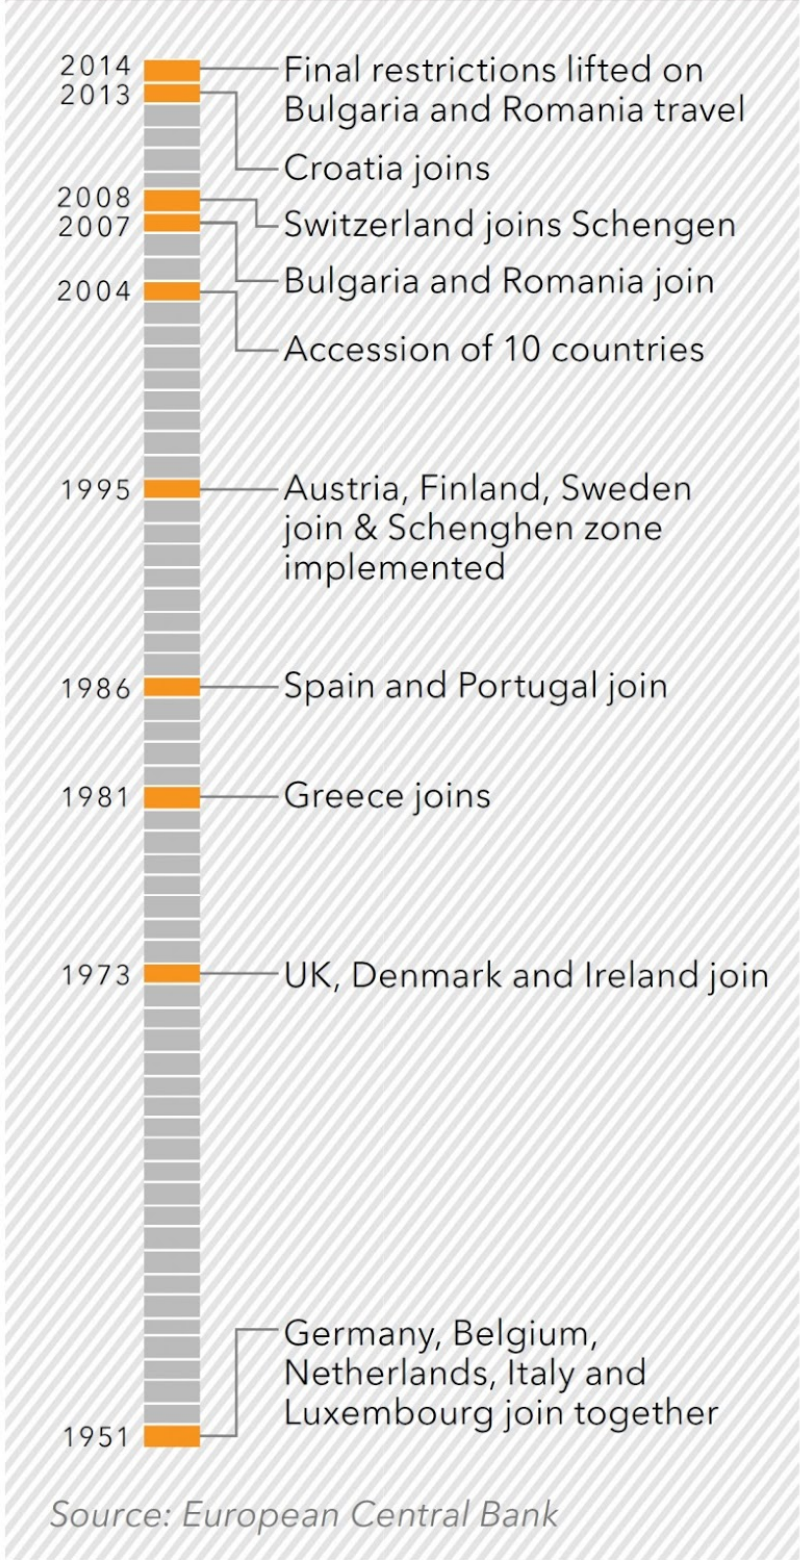 2014
Final restrictions lifted on
Bulgaria and Romania travel
2013
Croatia joins
2008
Switzerland joins Schengen
2007
Bulgaria and Romania join
2004
Accession of 10 countries
1995
Austria, Finland, Sweden
join & Schenghen zone
implemented
1986
Spain and Portugal join
1981
Greece joins
1973
UK, Denmark and Ireland join
1951
Germany, Belgium,
Netherlands, Italy and
Luxembourg join together
Source: European Central Bank